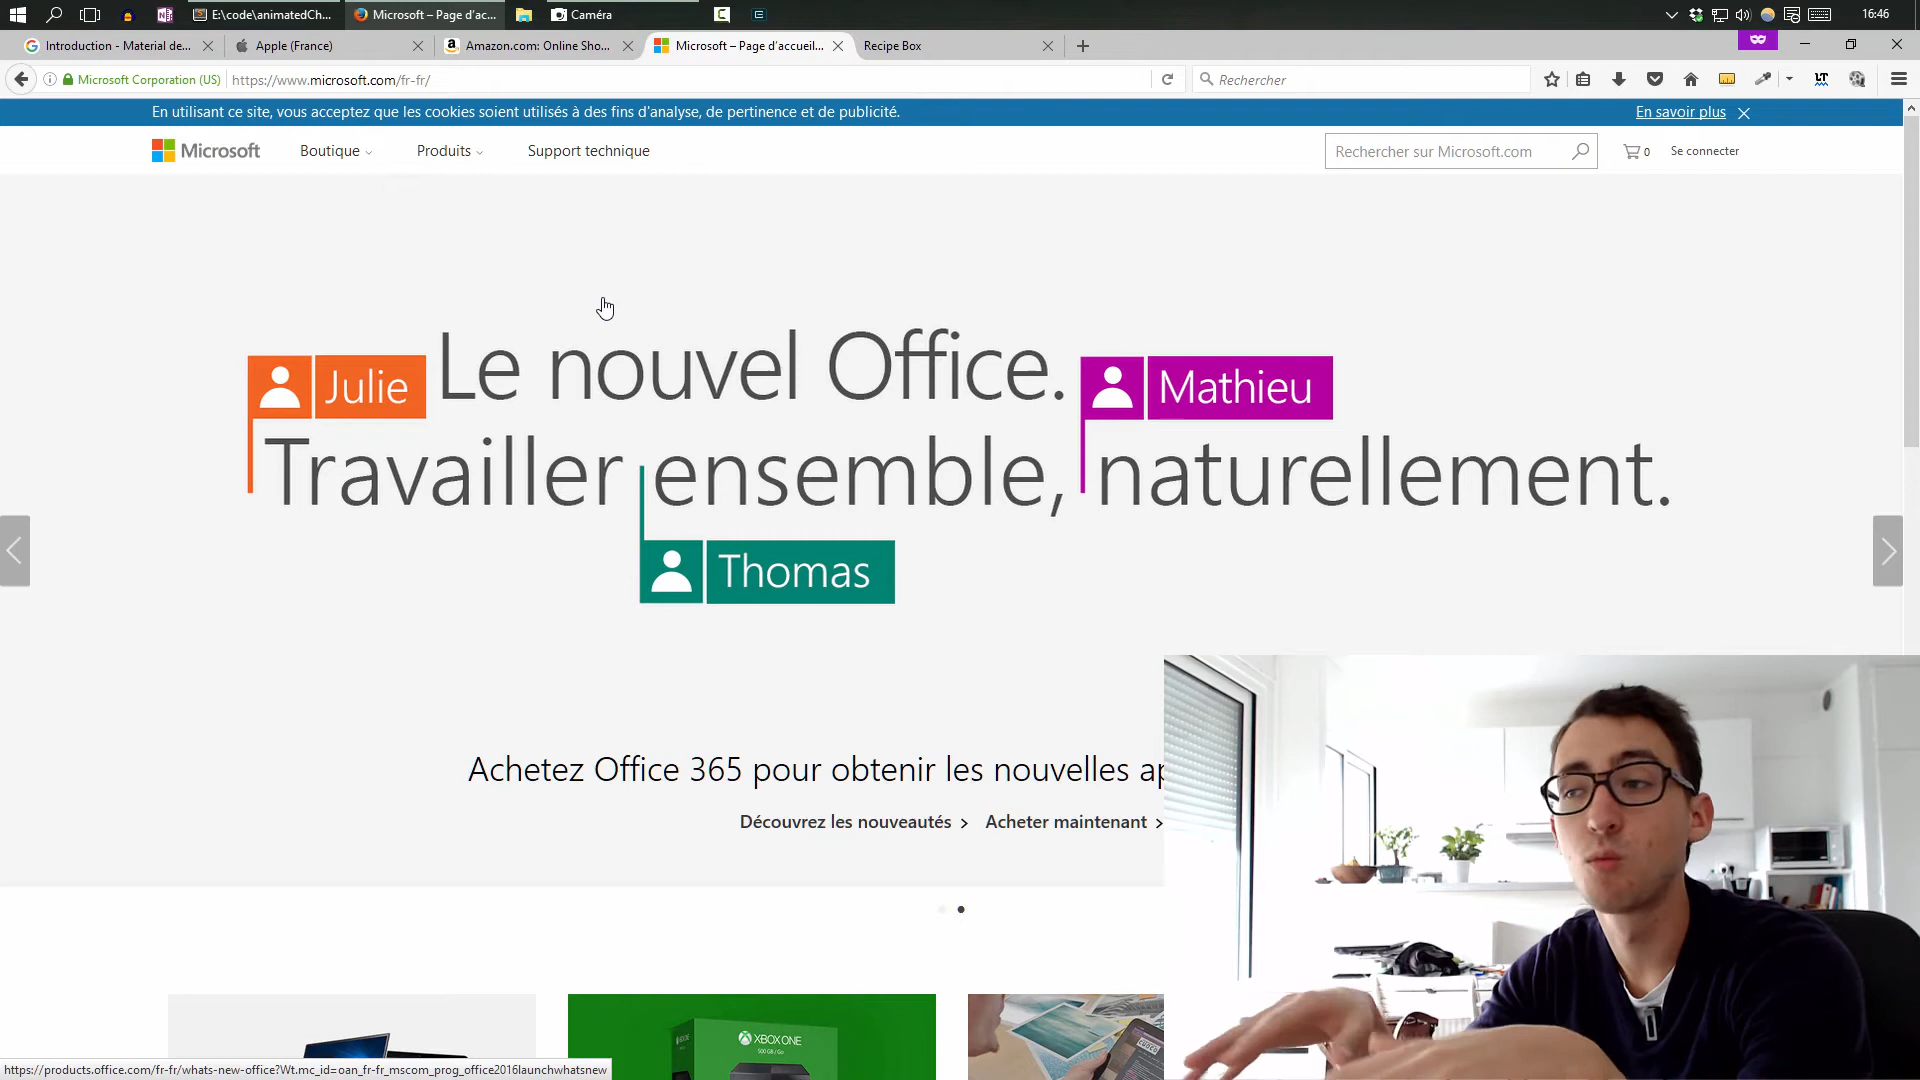 E:\code\animatedCh...
Microsoft – Page d'ac...
Caméra
16:46
Introduction - Material de...
Apple (France)
Amazon.com: Online Sho...
Microsoft – Page d'accueil...
Recipe Box
Microsoft Corporation (US)
https://www.microsoft.com/fr-fr/
Rechercher
En utilisant ce site, vous acceptez que les cookies soient utilisés à des fins d'analyse, de pertinence et de publicité.
En savoir plus
Microsoft
Boutique
Produits
Support technique
Rechercher sur Microsoft.com
0
Se connecter
Julie
Le nouvel Office.
Mathieu
Travailler ensemble, naturellement.
Thomas
Achetez Office 365 pour obtenir les nouvelles ap
Découvrez les nouveautés
Acheter maintenant
XBOX ONE
500 GB / Go
https://products.office.com/fr-fr/whats-new-office?Wt.mc_id=oan_fr-fr_mscom_prog_office2016launchwhatsnew